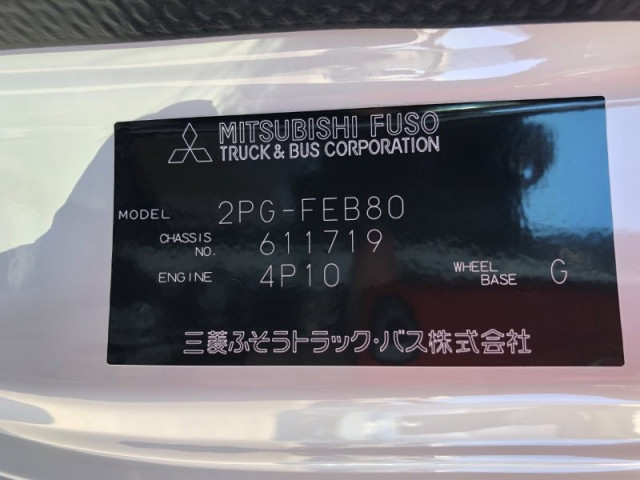 MITSUBISHI FUSO
TRUCK & BUS CORPORATION
MODEL 2PG-FEB80
CHASSIS NO. 611719
ENGINE 4P10 WHEEL BASE G
三菱ふそうトラック・バス株式会社